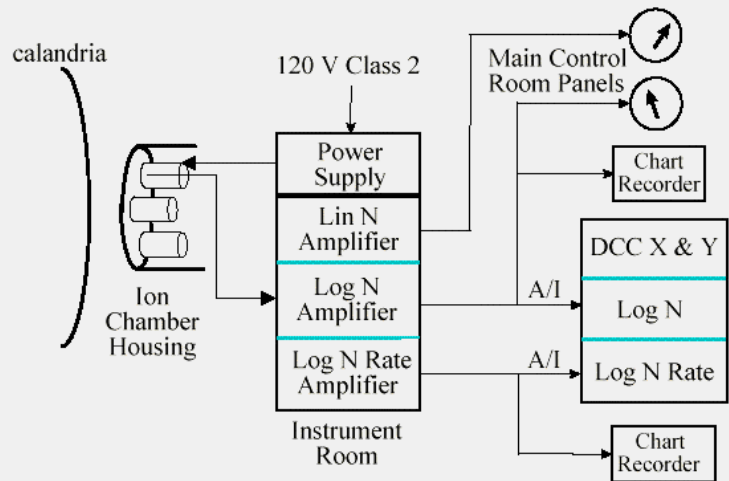 calandria
120 V Class 2
Main Control
Room Panels
Power
Supply
Chart
Recorder
Lin N
Amplifier
DCC X & Y
Ion
Chamber
Housing
Log N
Amplifier
A/I
Log N
Log N Rate
Amplifier
A/I
Log N Rate
Instrument
Room
Chart
Recorder